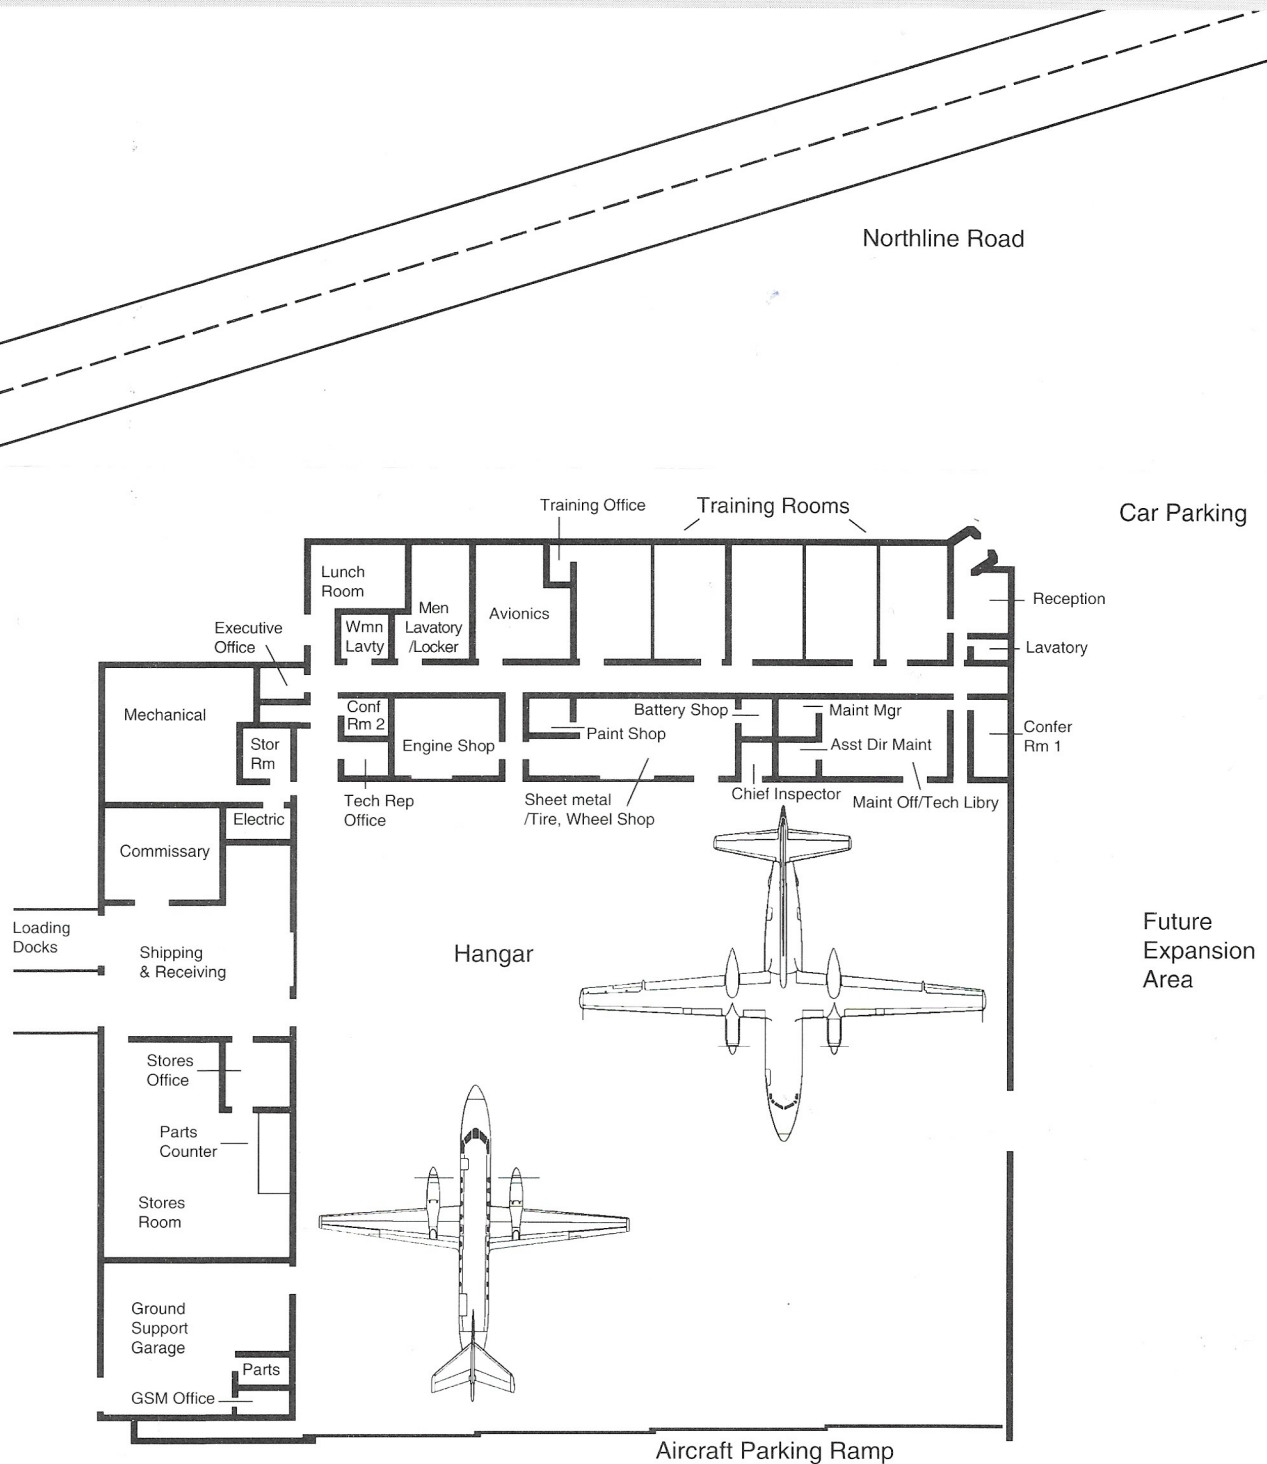 Northline Road
Training Office
Training Rooms
Car Parking
Lunch
Room
Reception
Men
Lavatory
/Locker
Wmn
Lavty
Avionics
Executive
Office
Lavatory
Mechanical
Conf
Rm 2
Battery Shop
Maint Mgr
Stor
Rm
Engine Shop
Paint Shop
Asst Dir Maint
Confer
Rm 1
Tech Rep
Office
Sheet metal
/Tire, Wheel Shop
Chief Inspector
Maint Off/Tech Libry
Electric
Commissary
Loading
Docks
Shipping
& Receiving
Hangar
Future
Expansion
Area
Stores
Office
Parts
Counter
Stores
Room
Ground
Support
Garage
Parts
GSM Office
Aircraft Parking Ramp